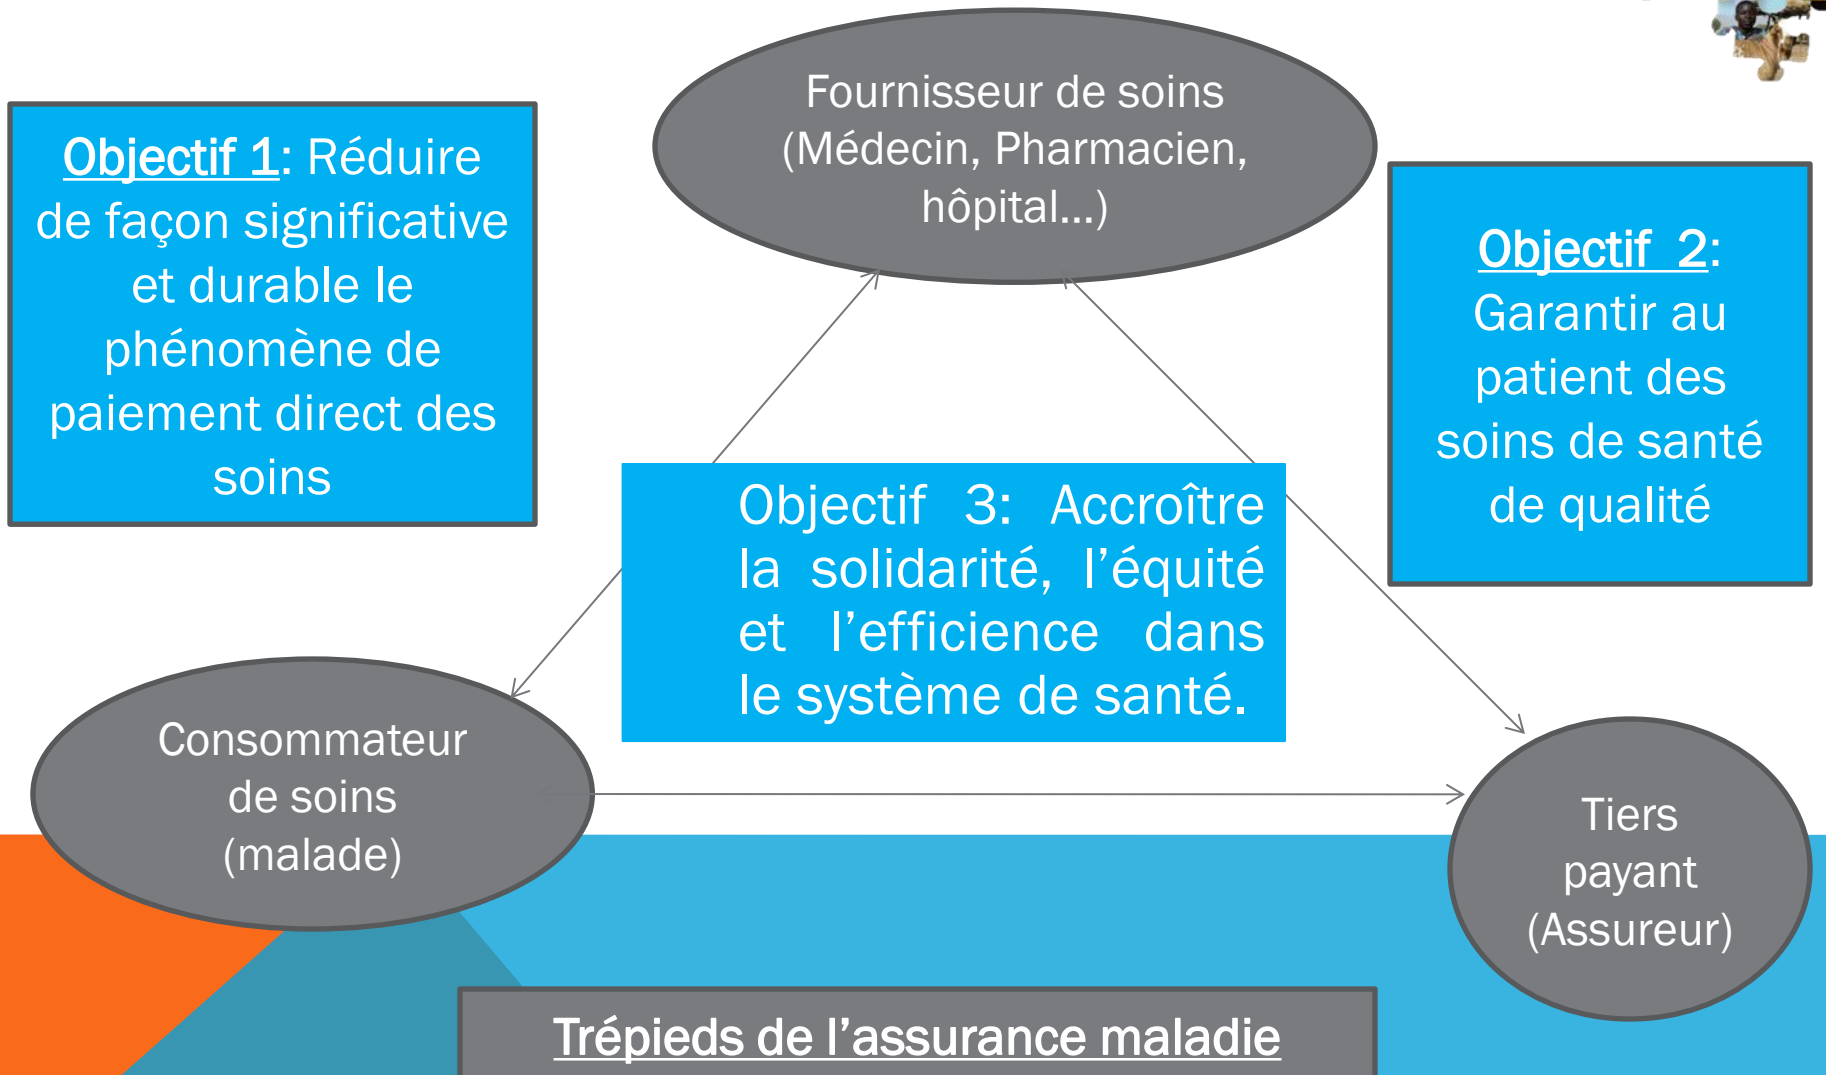 Fournisseur de soins
(Médecin, Pharmacien,
hôpital...)
Objectif 1: Réduire
de façon significative
et durable le
phénomène de
paiement direct des
soins
Objectif 2:
Garantir au
patient des
soins de santé
de qualité
Objectif 3: Accroître
la solidarité, l’équité
et l’efficience dans
le système de santé.
Consommateur
de soins
(malade)
Tiers
payant
(Assureur)
Trépieds de l’assurance maladie